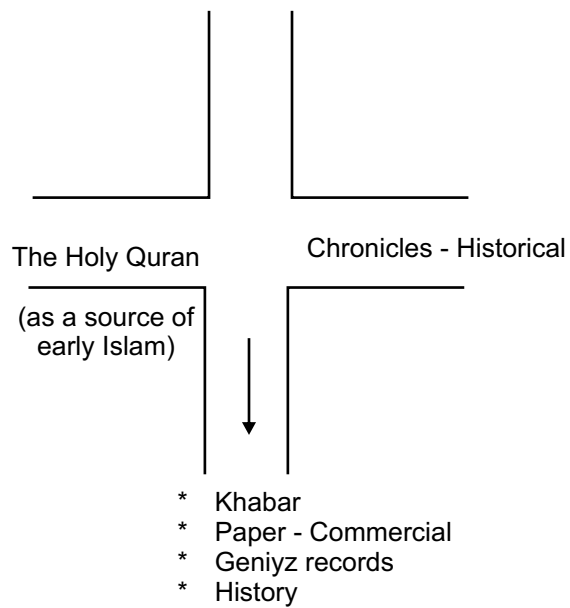 The Holy Quran
Chronicles - Historical
(as a source of
early Islam)
* Khabar
* Paper - Commercial
* Geniyz records
* History